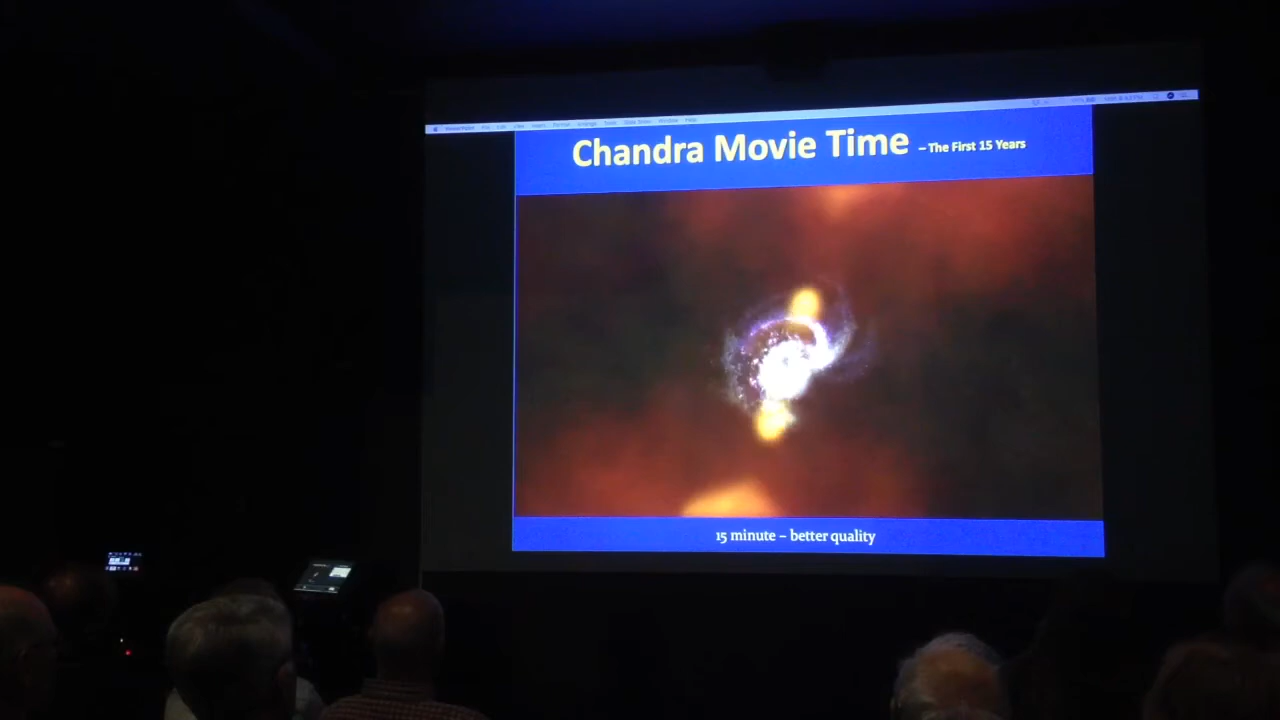 Chandra Movie Time – The First 15 Years
15 minute – better quality